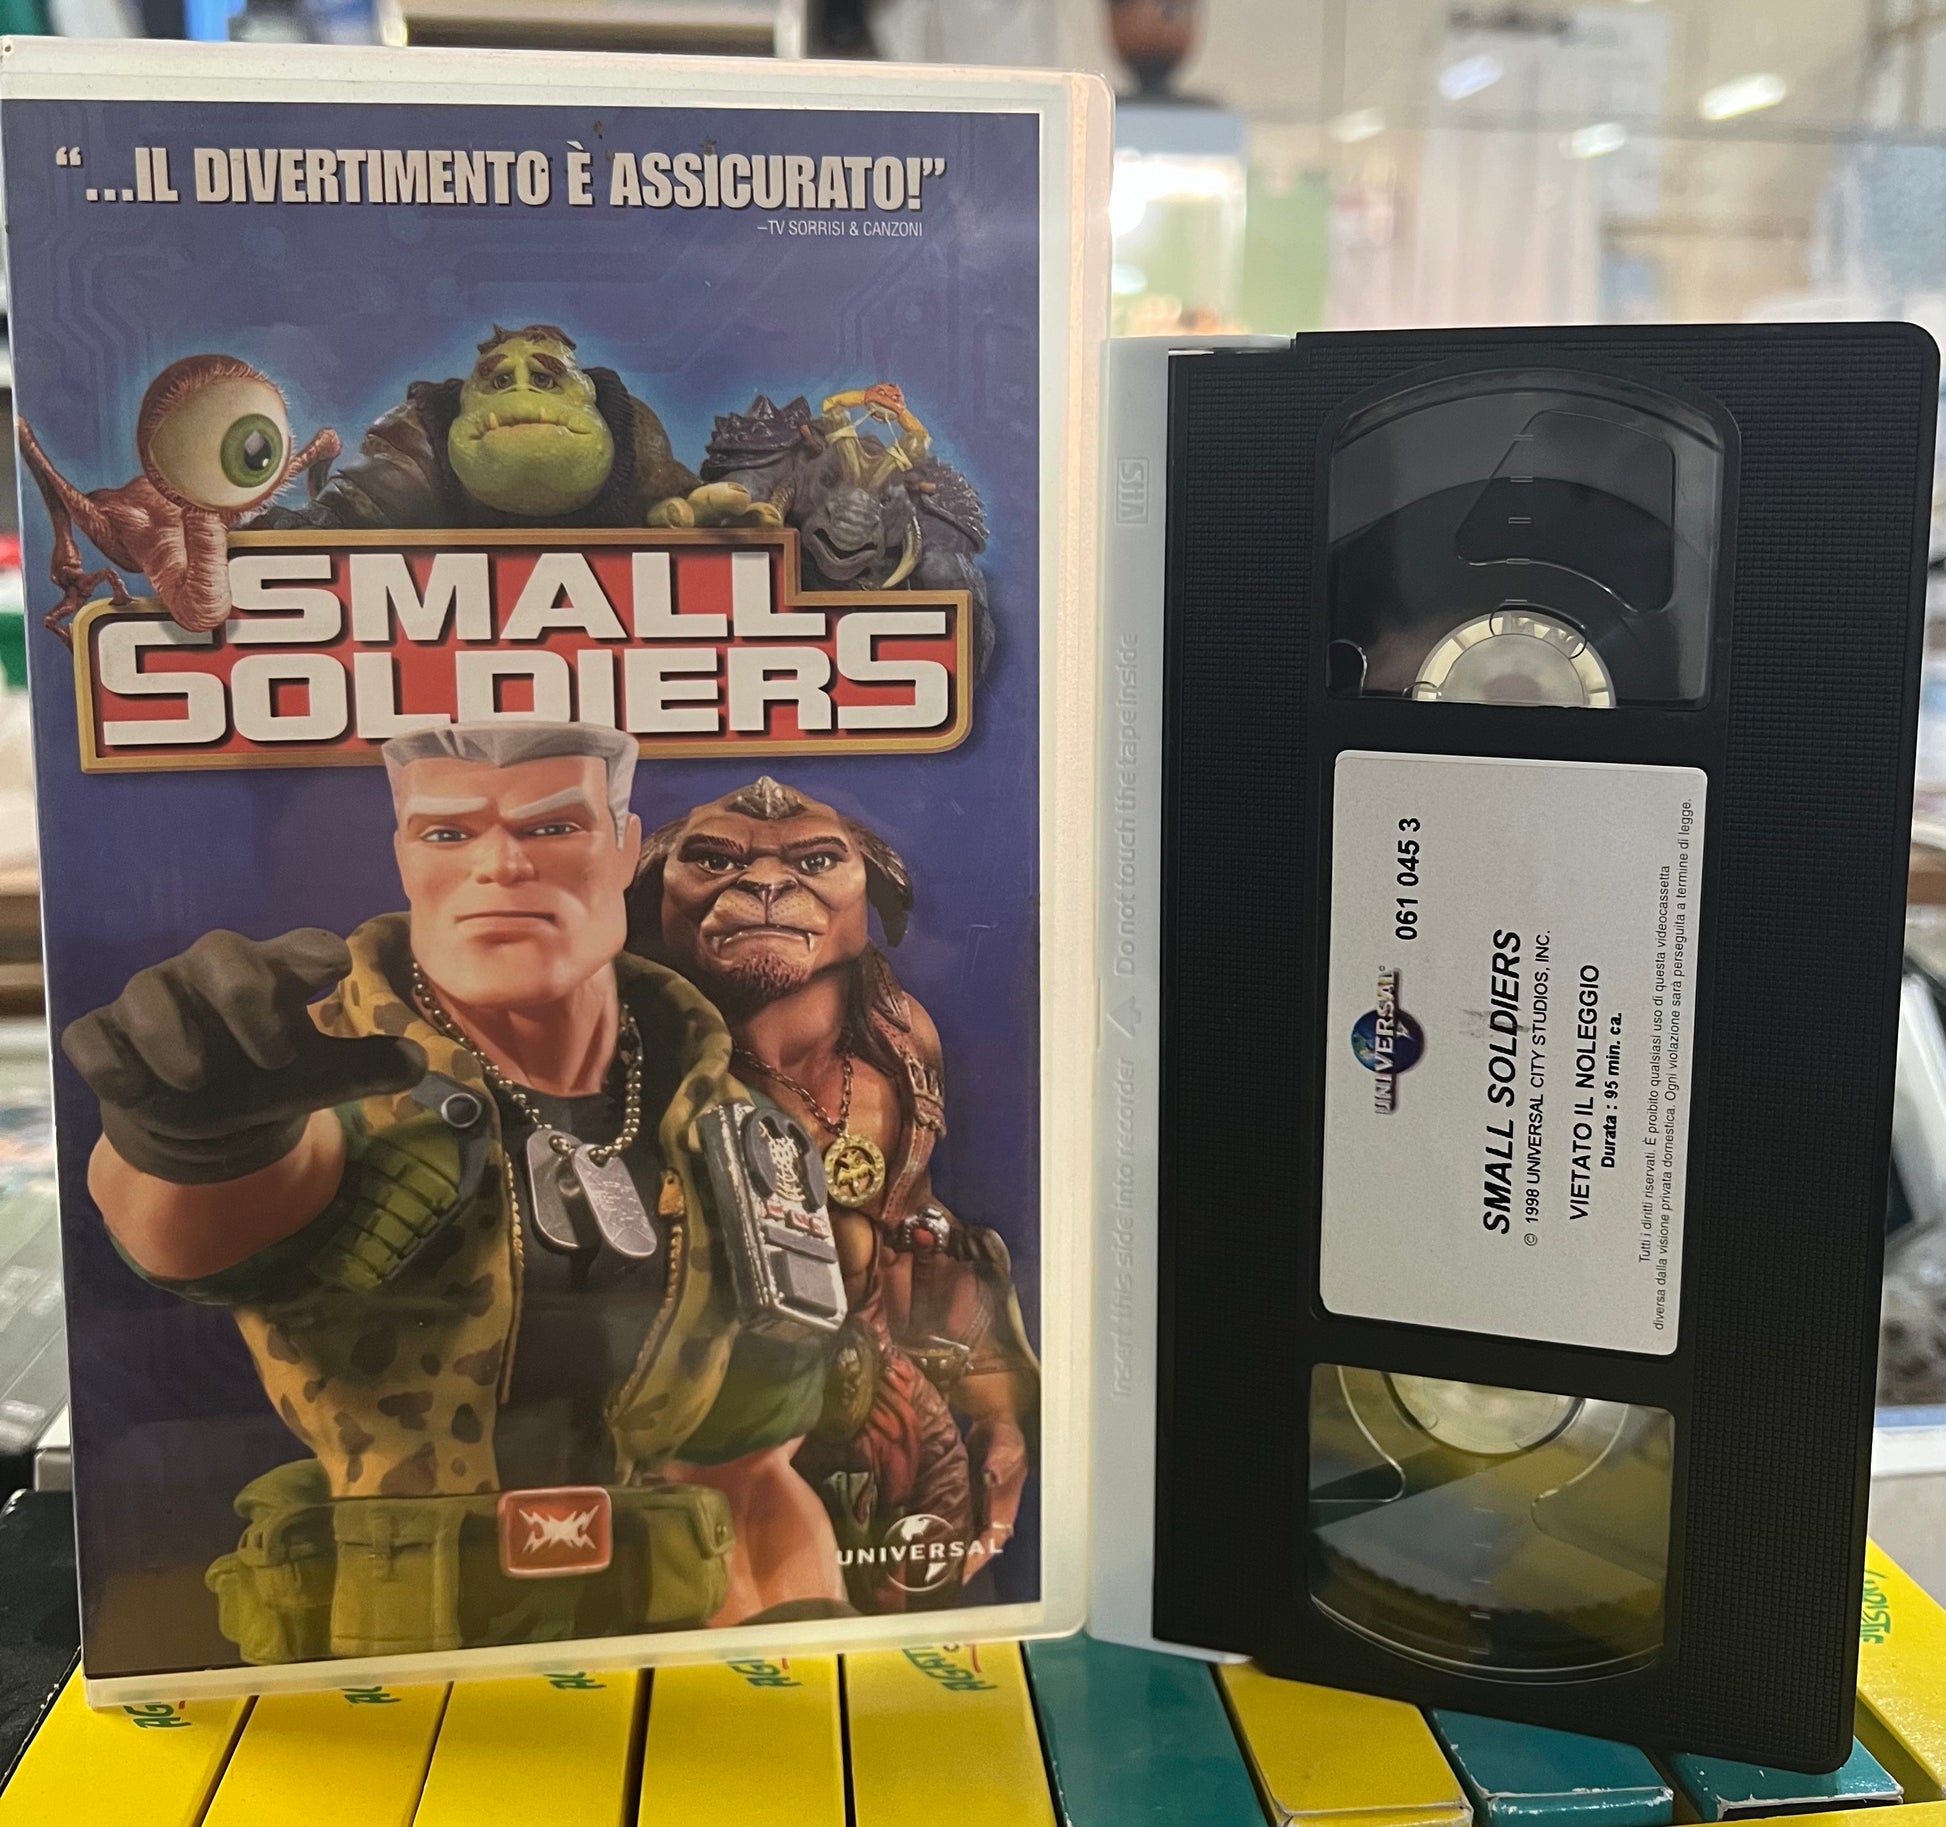 “...IL DIVERTIMENTO È ASSICURATO!”
–TV SORRISI & CANZONI
SMALL
SOLDIERS
UNIVERSAL
VHS
Do not touch the tape inside
Insert this side into recorder
UNIVERSAL
061 045 3
SMALL SOLDIERS
© 1998 UNIVERSAL CITY STUDIOS, INC.
VIETATO IL NOLEGGIO
Durata : 95 min. ca.
Tutti i diritti riservati. È proibito qualsiasi uso di questa videocassetta
diversa dalla visione privata domestica. Ogni violazione sarà perseguita a termine di legge.